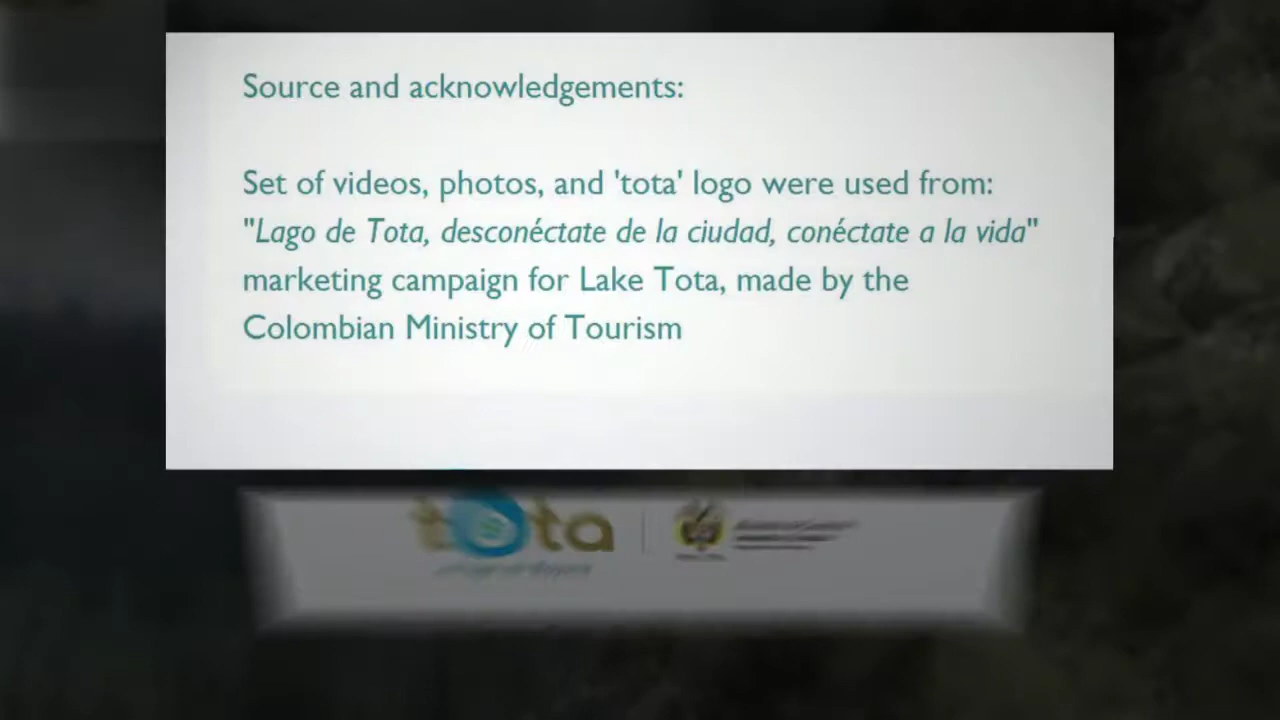 Source and acknowledgements:
Set of videos, photos, and 'tota' logo were used from:
"Lago de Tota, desconéctate de la ciudad, conéctate a la vida"
marketing campaign for Lake Tota, made by the
Colombian Ministry of Tourism
tota